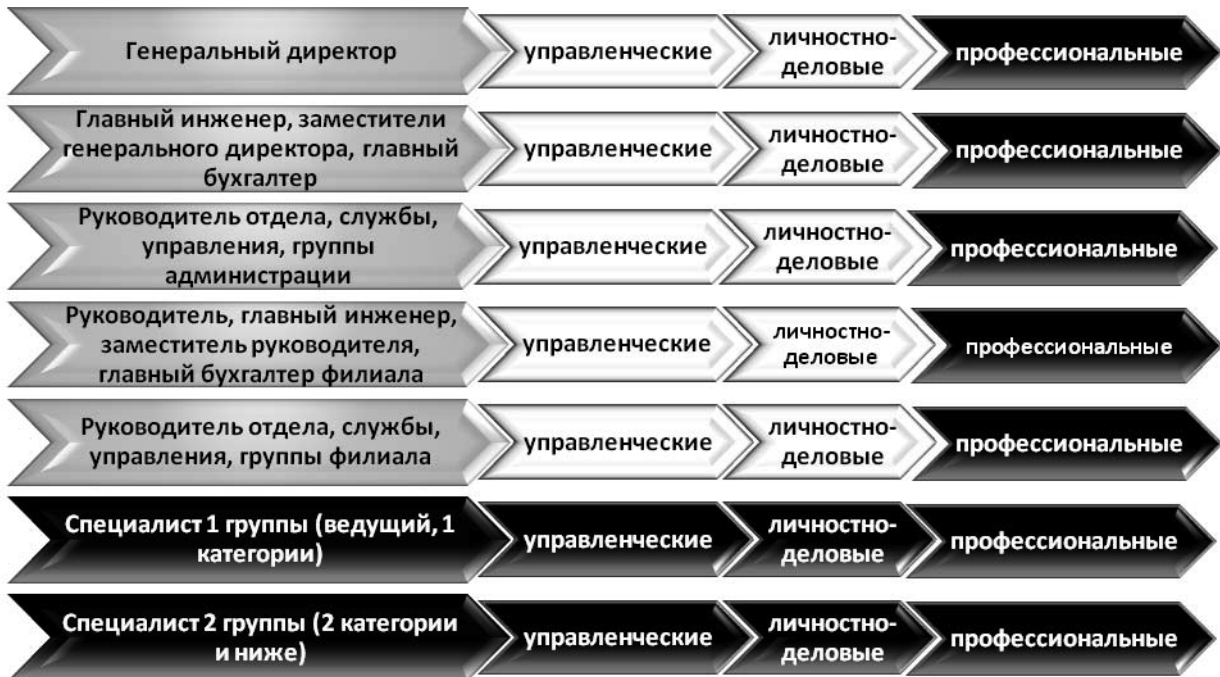 Генеральный директор
управленческие
личностно-
деловые
профессиональные
Главный инженер, заместители
генерального директора, главный
бухгалтер
управленческие
личностно-
деловые
профессиональные
Руководитель отдела, службы,
управления, группы
администрации
управленческие
личностно-
деловые
профессиональные
Руководитель, главный инженер,
заместитель руководителя,
главный бухгалтер филиала
управленческие
личностно-
деловые
профессиональные
Руководитель отдела, службы,
управления, группы филиала
управленческие
личностно-
деловые
профессиональные
Специалист 1 группы (ведущий, 1
категории)
управленческие
личностно-
деловые
профессиональные
Специалист 2 группы (2 категории
и ниже)
управленческие
личностно-
деловые
профессиональные